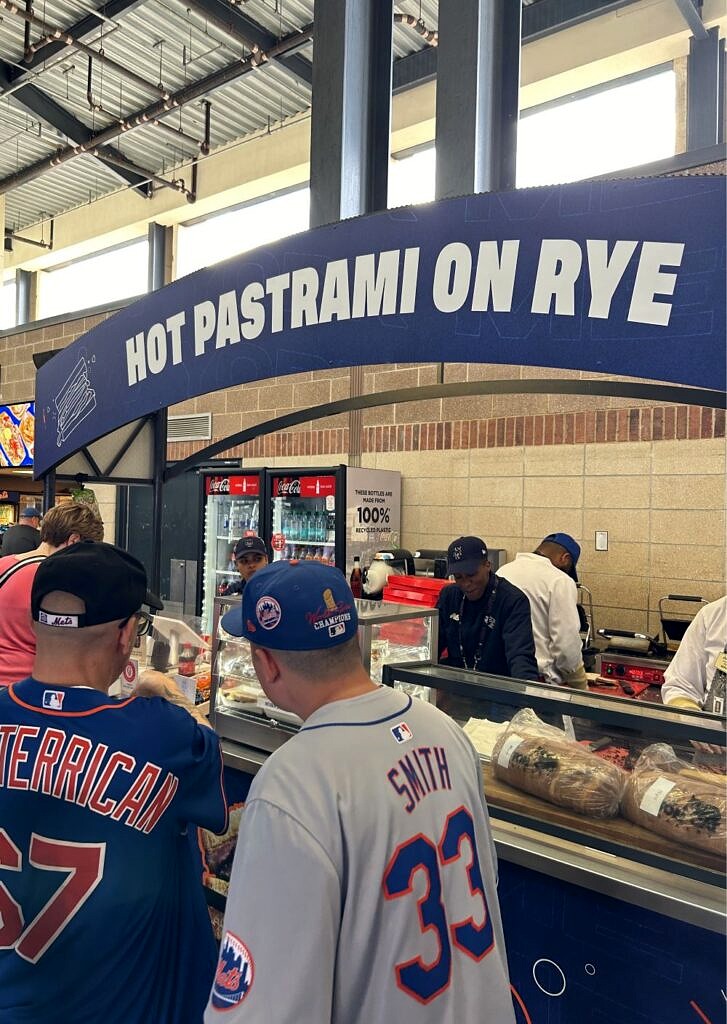 HOT PASTRAMI ON RYE
Coca-Cola
Coca-Cola
THESE BOTTLES ARE
MADE FROM
100%
RECYCLED PLASTIC
Mets
CHAMPIONS
TERRICAN
67
SMITH
33
Mets